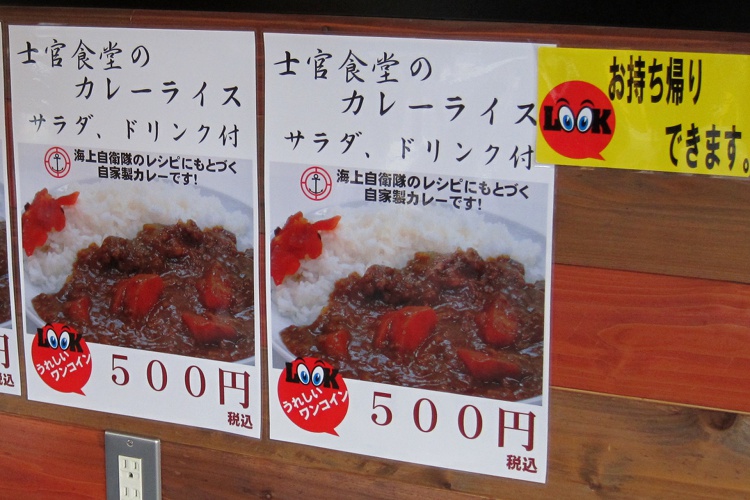 士官食堂の
カレーライス
サラダ、ドリンク付
海上自衛隊のレシピにもとづく
自家製カレーです!
LOOK
うれしい
ワンコイン
500円
税込
士官食堂の
カレーライス
サラダ、ドリンク付
海上自衛隊のレシピにもとづく
自家製カレーです!
LOOK
うれしい
ワンコイン
500円
税込
LOOK
お持ち帰り
できます。
円
税込